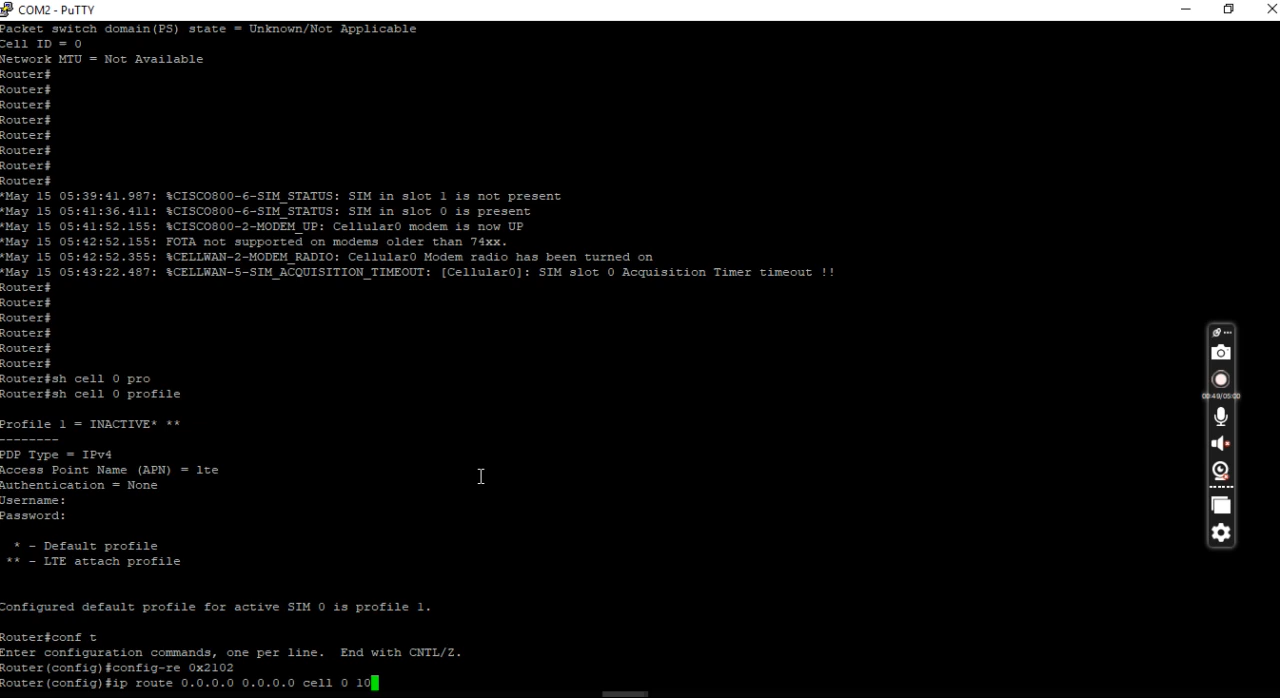 COM2 - PuTTY
Packet switch domain(PS) state = Unknown/Not Applicable
Cell ID = 0
Network MTU = Not Available
Router#
Router#
Router#
Router#
Router#
Router#
Router#
Router#
*May 15 05:39:41.987: %CISCO800-6-SIM_STATUS: SIM in slot 1 is not present
*May 15 05:41:36.411: %CISCO800-6-SIM_STATUS: SIM in slot 0 is present
*May 15 05:41:52.155: %CISCO800-2-MODEM_UP: Cellular0 modem is now UP
*May 15 05:42:52.155: FOTA not supported on modems older than 74xx.
*May 15 05:42:52.355: %CELLWAN-2-MODEM_RADIO: Cellular0 Modem radio has been turned on
*May 15 05:43:22.487: %CELLWAN-5-SIM_ACQUISITION_TIMEOUT: [Cellular0]: SIM slot 0 Acquisition Timer timeout !!
Router#
Router#
Router#
Router#
Router#
Router#
Router#sh cell 0 pro
Router#sh cell 0 profile
Profile 1 = INACTIVE* **
--------
PDP Type = IPv4
Access Point Name (APN) = lte
Authentication = None
Username:
Password:
* - Default profile
** - LTE attach profile
Configured default profile for active SIM 0 is profile 1.
Router#conf t
Enter configuration commands, one per line.  End with CNTL/Z.
Router(config)#config-re 0x2102
Router(config)#ip route 0.0.0.0 0.0.0.0 cell 0 10
00:49/05:00